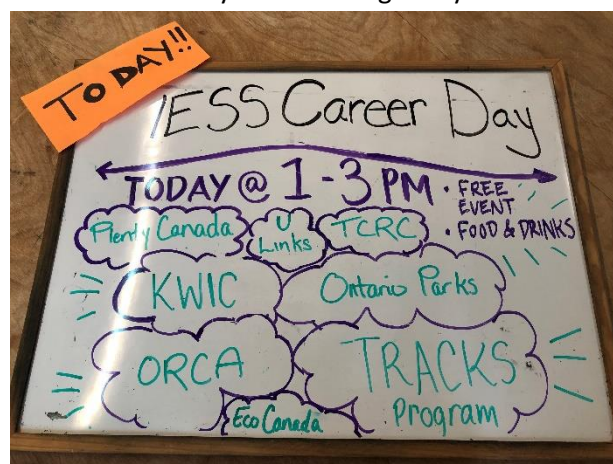 TODAY!!
IESS Career Day
TODAY @ 1-3 PM
• FREE EVENT
• FOOD & DRINKS
Plenty Canada
U Links
TCRC
KWIC
Ontario Parks
ORCA
TRACKS Program
Eco Canada